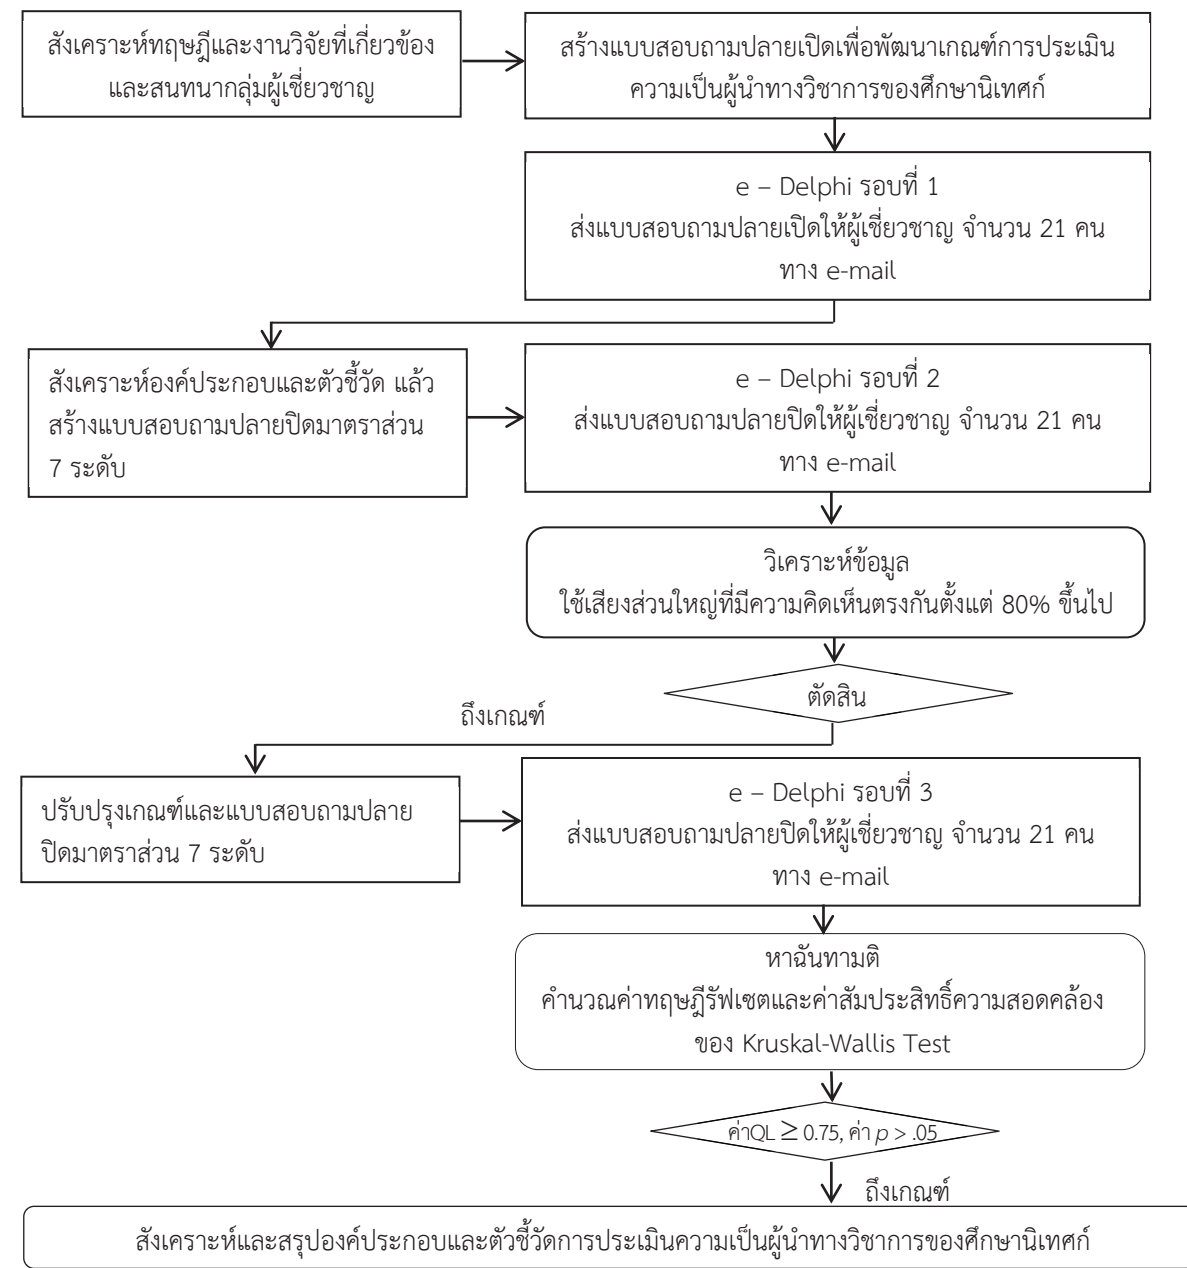 สังเคราะห์ทฤษฎีและงานวิจัยที่เกี่ยวข้อง
และสนทนากลุ่มผู้เชี่ยวชาญ
สร้างแบบสอบถามปลายเปิดเพื่อพัฒนาเกณฑ์การประเมิน
ความเป็นผู้นำทางวิชาการของศึกษานิเทศก์
e – Delphi รอบที่ 1
ส่งแบบสอบถามปลายเปิดให้ผู้เชี่ยวชาญ จำนวน 21 คน
ทาง e-mail
สังเคราะห์องค์ประกอบและตัวชี้วัด แล้ว
สร้างแบบสอบถามปลายปิดมาตราส่วน
7 ระดับ
e – Delphi รอบที่ 2
ส่งแบบสอบถามปลายปิดให้ผู้เชี่ยวชาญ จำนวน 21 คน
ทาง e-mail
วิเคราะห์ข้อมูล
ใช้เสียงส่วนใหญ่ที่มีความคิดเห็นตรงกันตั้งแต่ 80% ขึ้นไป
ตัดสิน
ถึงเกณฑ์
ปรับปรุงเกณฑ์และแบบสอบถามปลาย
ปิดมาตราส่วน 7 ระดับ
e – Delphi รอบที่ 3
ส่งแบบสอบถามปลายปิดให้ผู้เชี่ยวชาญ จำนวน 21 คน
ทาง e-mail
หาฉันทามติ
คำนวณค่าทฤษฎีรัฟเซตและค่าสัมประสิทธิ์ความสอดคล้อง
ของ Kruskal-Wallis Test
ค่าQL ≥ 0.75, ค่า p > .05
ถึงเกณฑ์
สังเคราะห์และสรุปองค์ประกอบและตัวชี้วัดการประเมินความเป็นผู้นำทางวิชาการของศึกษานิเทศก์